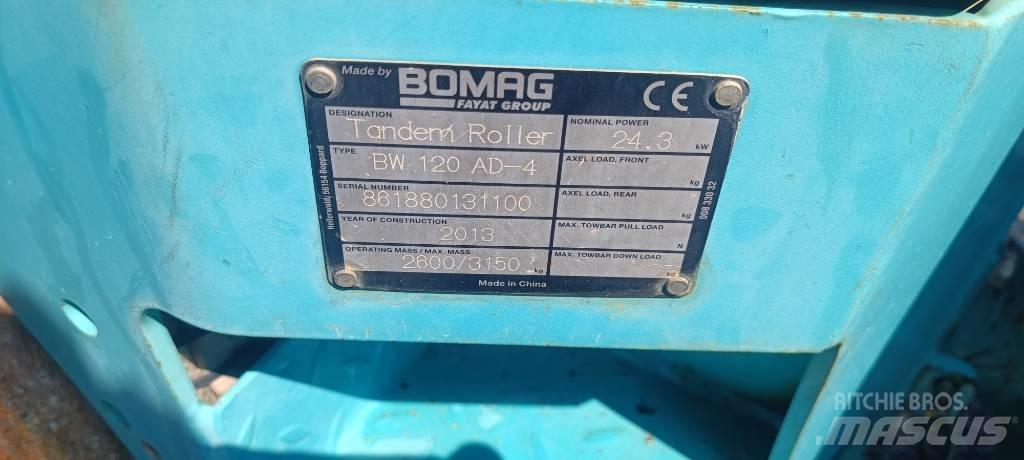 Made by BOMAG
FAYAT GROUP
CE
DESIGNATION
Tandem Roller
NOMINAL POWER
24.3 kW
TYPE
BW 120 AD-4
AXEL LOAD, FRONT
kg
SERIAL NUMBER
861880131100
AXEL LOAD, REAR
kg
YEAR OF CONSTRUCTION
2013
MAX. TOWBAR PULL LOAD
N
OPERATING MASS / MAX. MASS
2600/3150 kg
MAX. TOWBAR DOWN LOAD
kg
Made in China
Hellerwald, 56154 Boppard
008 330 32
RITCHIE BROS.
MASCUS